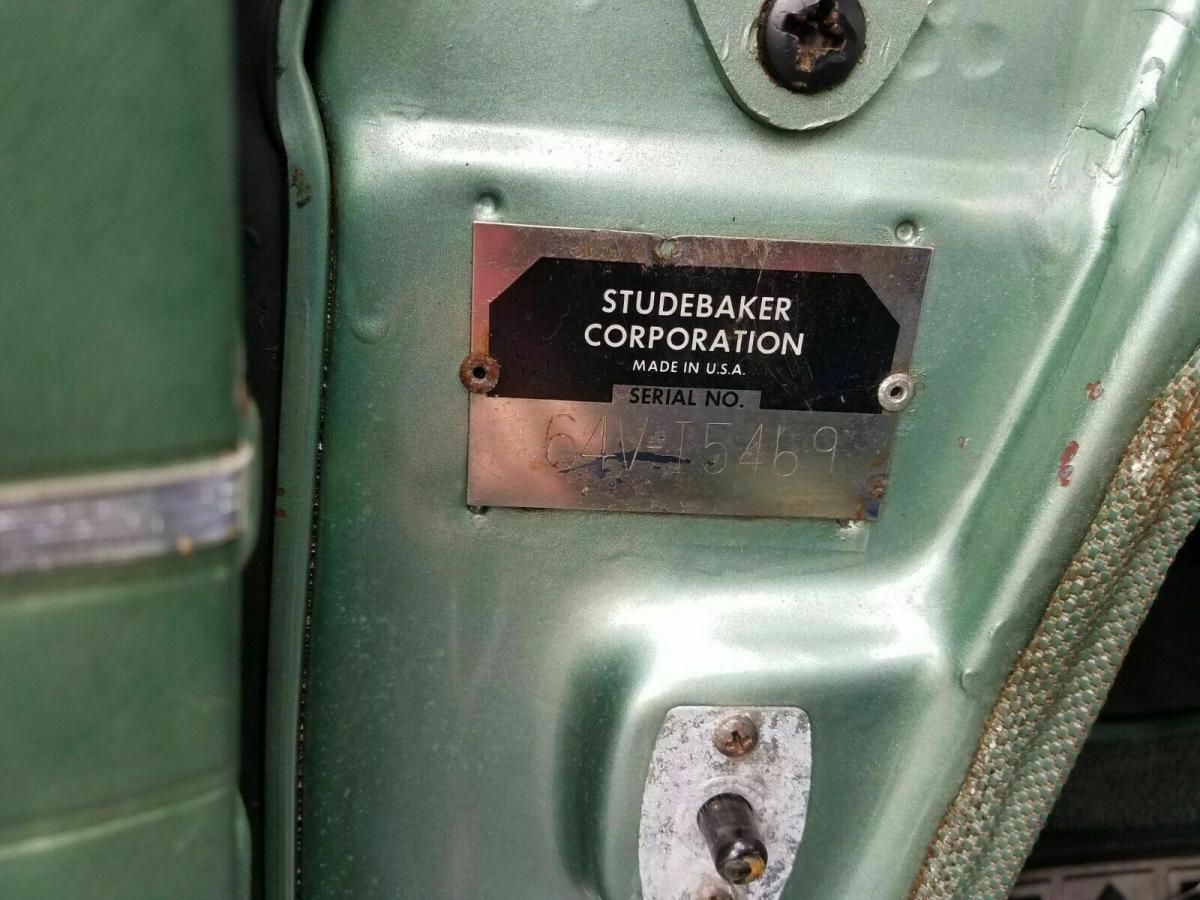 STUDEBAKER
CORPORATION
MADE IN U.S.A.
SERIAL NO.
64V-I5469